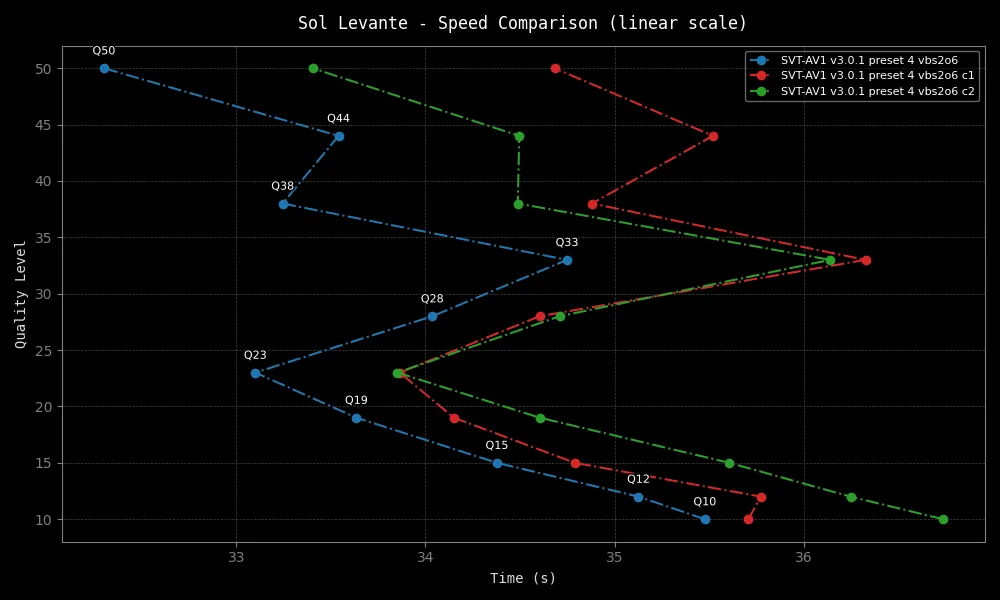 Sol Levante - Speed Comparison (linear scale)
SVT-AV1 v3.0.1 preset 4 vbs2o6
SVT-AV1 v3.0.1 preset 4 vbs2o6 c1
SVT-AV1 v3.0.1 preset 4 vbs2o6 c2
Q50
Q44
Q38
Q33
Q28
Q23
Q19
Q15
Q12
Q10
50
45
40
35
30
25
20
15
10
Quality Level
33
34
35
36
Time (s)